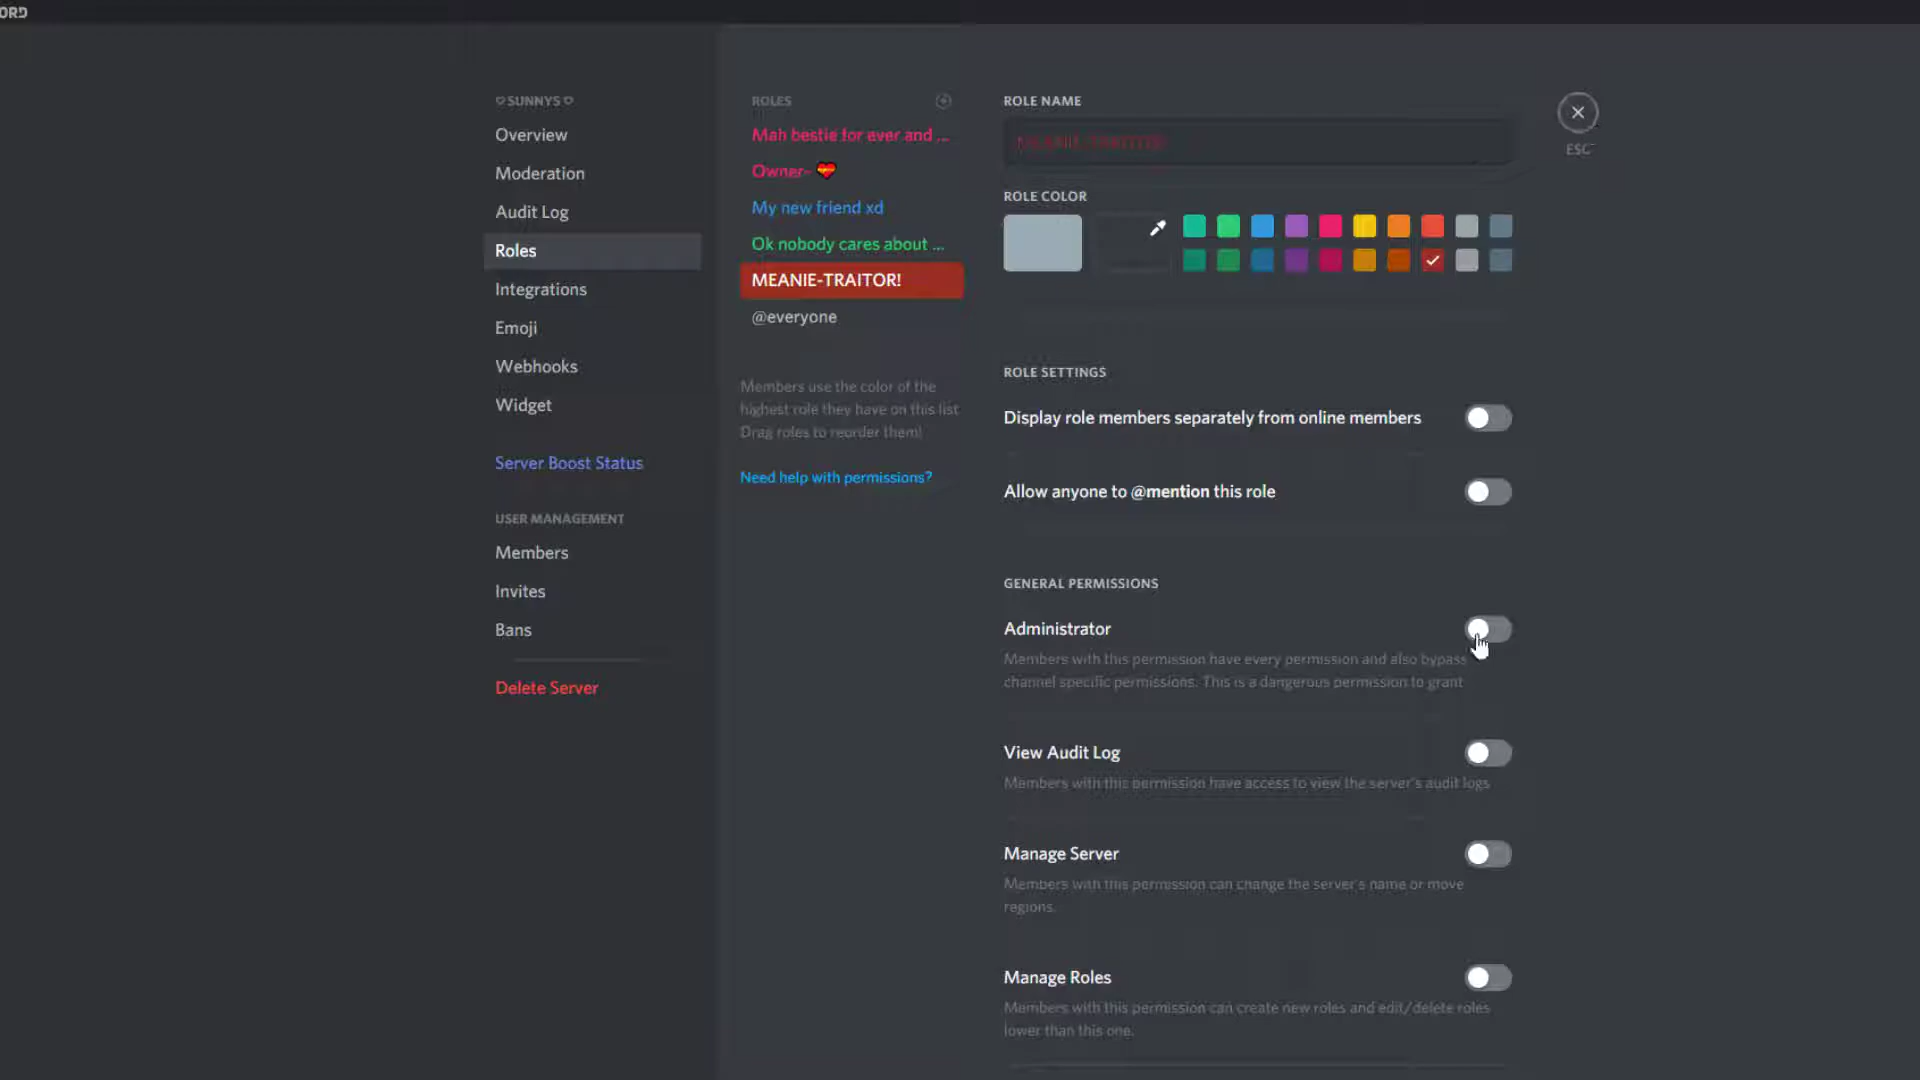 ORD
♡ SUNNYS ♡
Overview
Moderation
Audit Log
Roles
Integrations
Emoji
Webhooks
Widget
Server Boost Status
USER MANAGEMENT
Members
Invites
Bans
Delete Server
ROLES
Mah bestie for ever and ...
Owner- ❤️
My new friend xd
Ok nobody cares about ...
MEANIE-TRAITOR!
@everyone
Members use the color of the
highest role they have on this list
Drag roles to reorder them!
Need help with permissions?
ROLE NAME
MEANIE-TRAITOR!
ROLE COLOR
ROLE SETTINGS
Display role members separately from online members
Allow anyone to @mention this role
GENERAL PERMISSIONS
Administrator
Members with this permission have every permission and also bypass
channel specific permissions. This is a dangerous permission to grant
View Audit Log
Members with this permission have access to view the server's audit logs
Manage Server
Members with this permission can change the server's name or move
regions.
Manage Roles
Members with this permission can create new roles and edit/delete roles
lower than this one.
ESC